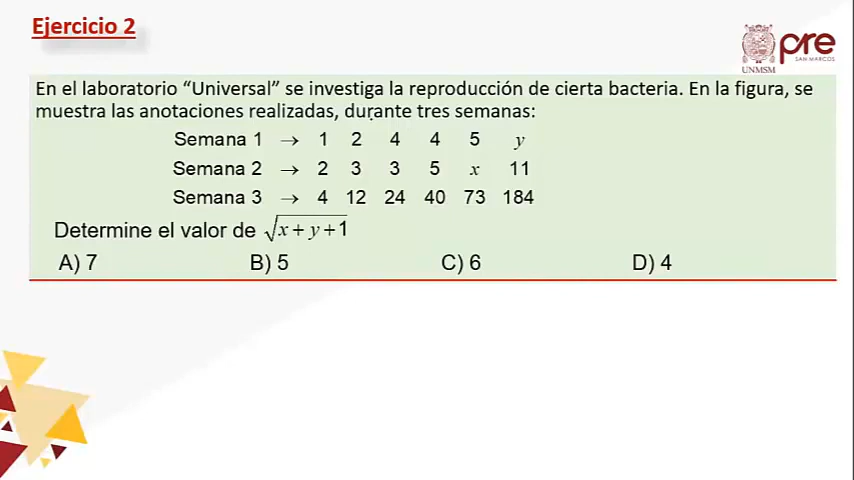 Ejercicio 2
UNMSM
pre
SAN MARCOS
En el laboratorio “Universal” se investiga la reproducción de cierta bacteria. En la figura, se
muestra las anotaciones realizadas, durante tres semanas:
Semana 1 → 1 2 4 4 5 y
Semana 2 → 2 3 3 5 x 11
Semana 3 → 4 12 24 40 73 184
Determine el valor de √(x + y + 1)
A) 7 B) 5 C) 6 D) 4